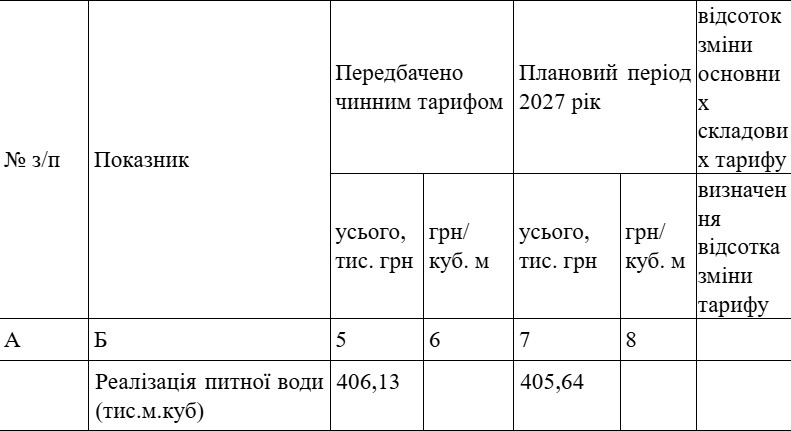 № з/п
Показник
Передбачено
чинним тарифом
Плановий період
2027 рік
відсоток
зміни
основни
х
складови
х тарифу
усього,
тис. грн
грн/
куб. м
усього,
тис. грн
грн/
куб. м
визначен
ня
відсотка
зміни
тарифу
А
Б
5
6
7
8
Реалізація питної води
(тис.м.куб)
406,13
405,64